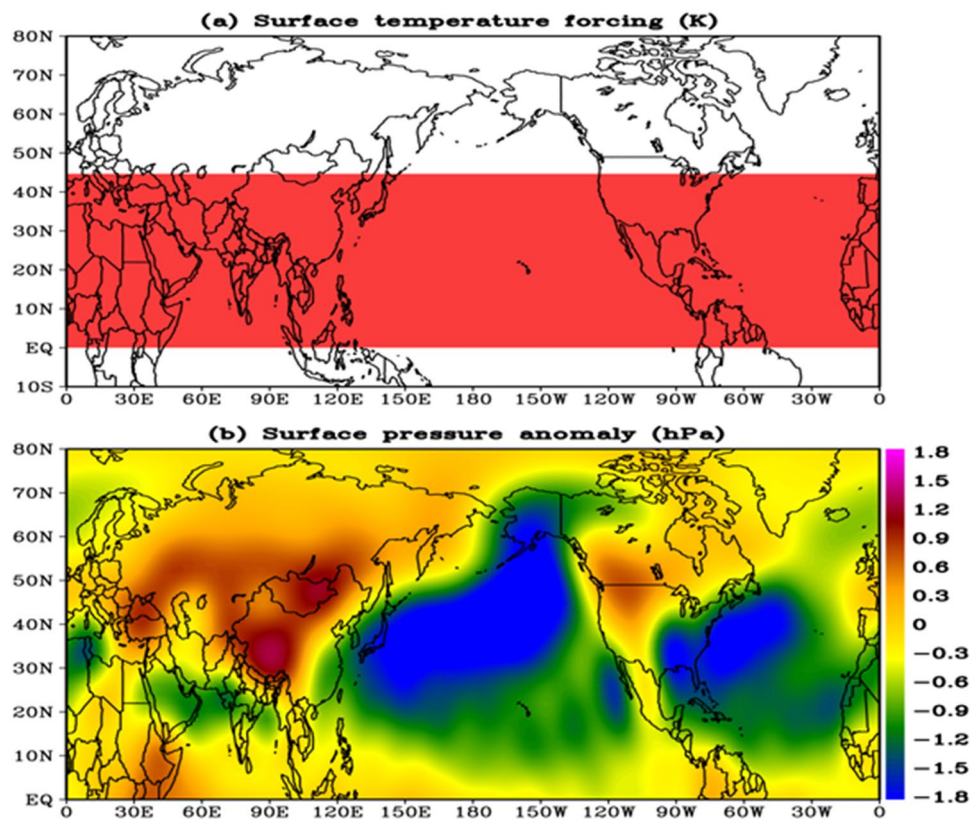 (a) Surface temperature forcing (K)
80N
70N
60N
50N
40N
30N
20N
10N
EQ
10S
0 30E 60E 90E 120E 150E 180 150W 120W 90W 60W 30W 0
(b) Surface pressure anomaly (hPa)
80N
70N
60N
50N
40N
30N
20N
10N
EQ
0 30E 60E 90E 120E 150E 180 150W 120W 90W 60W 30W 0
1.8
1.5
1.2
0.9
0.6
0.3
0
−0.3
−0.6
−0.9
−1.2
−1.5
−1.8